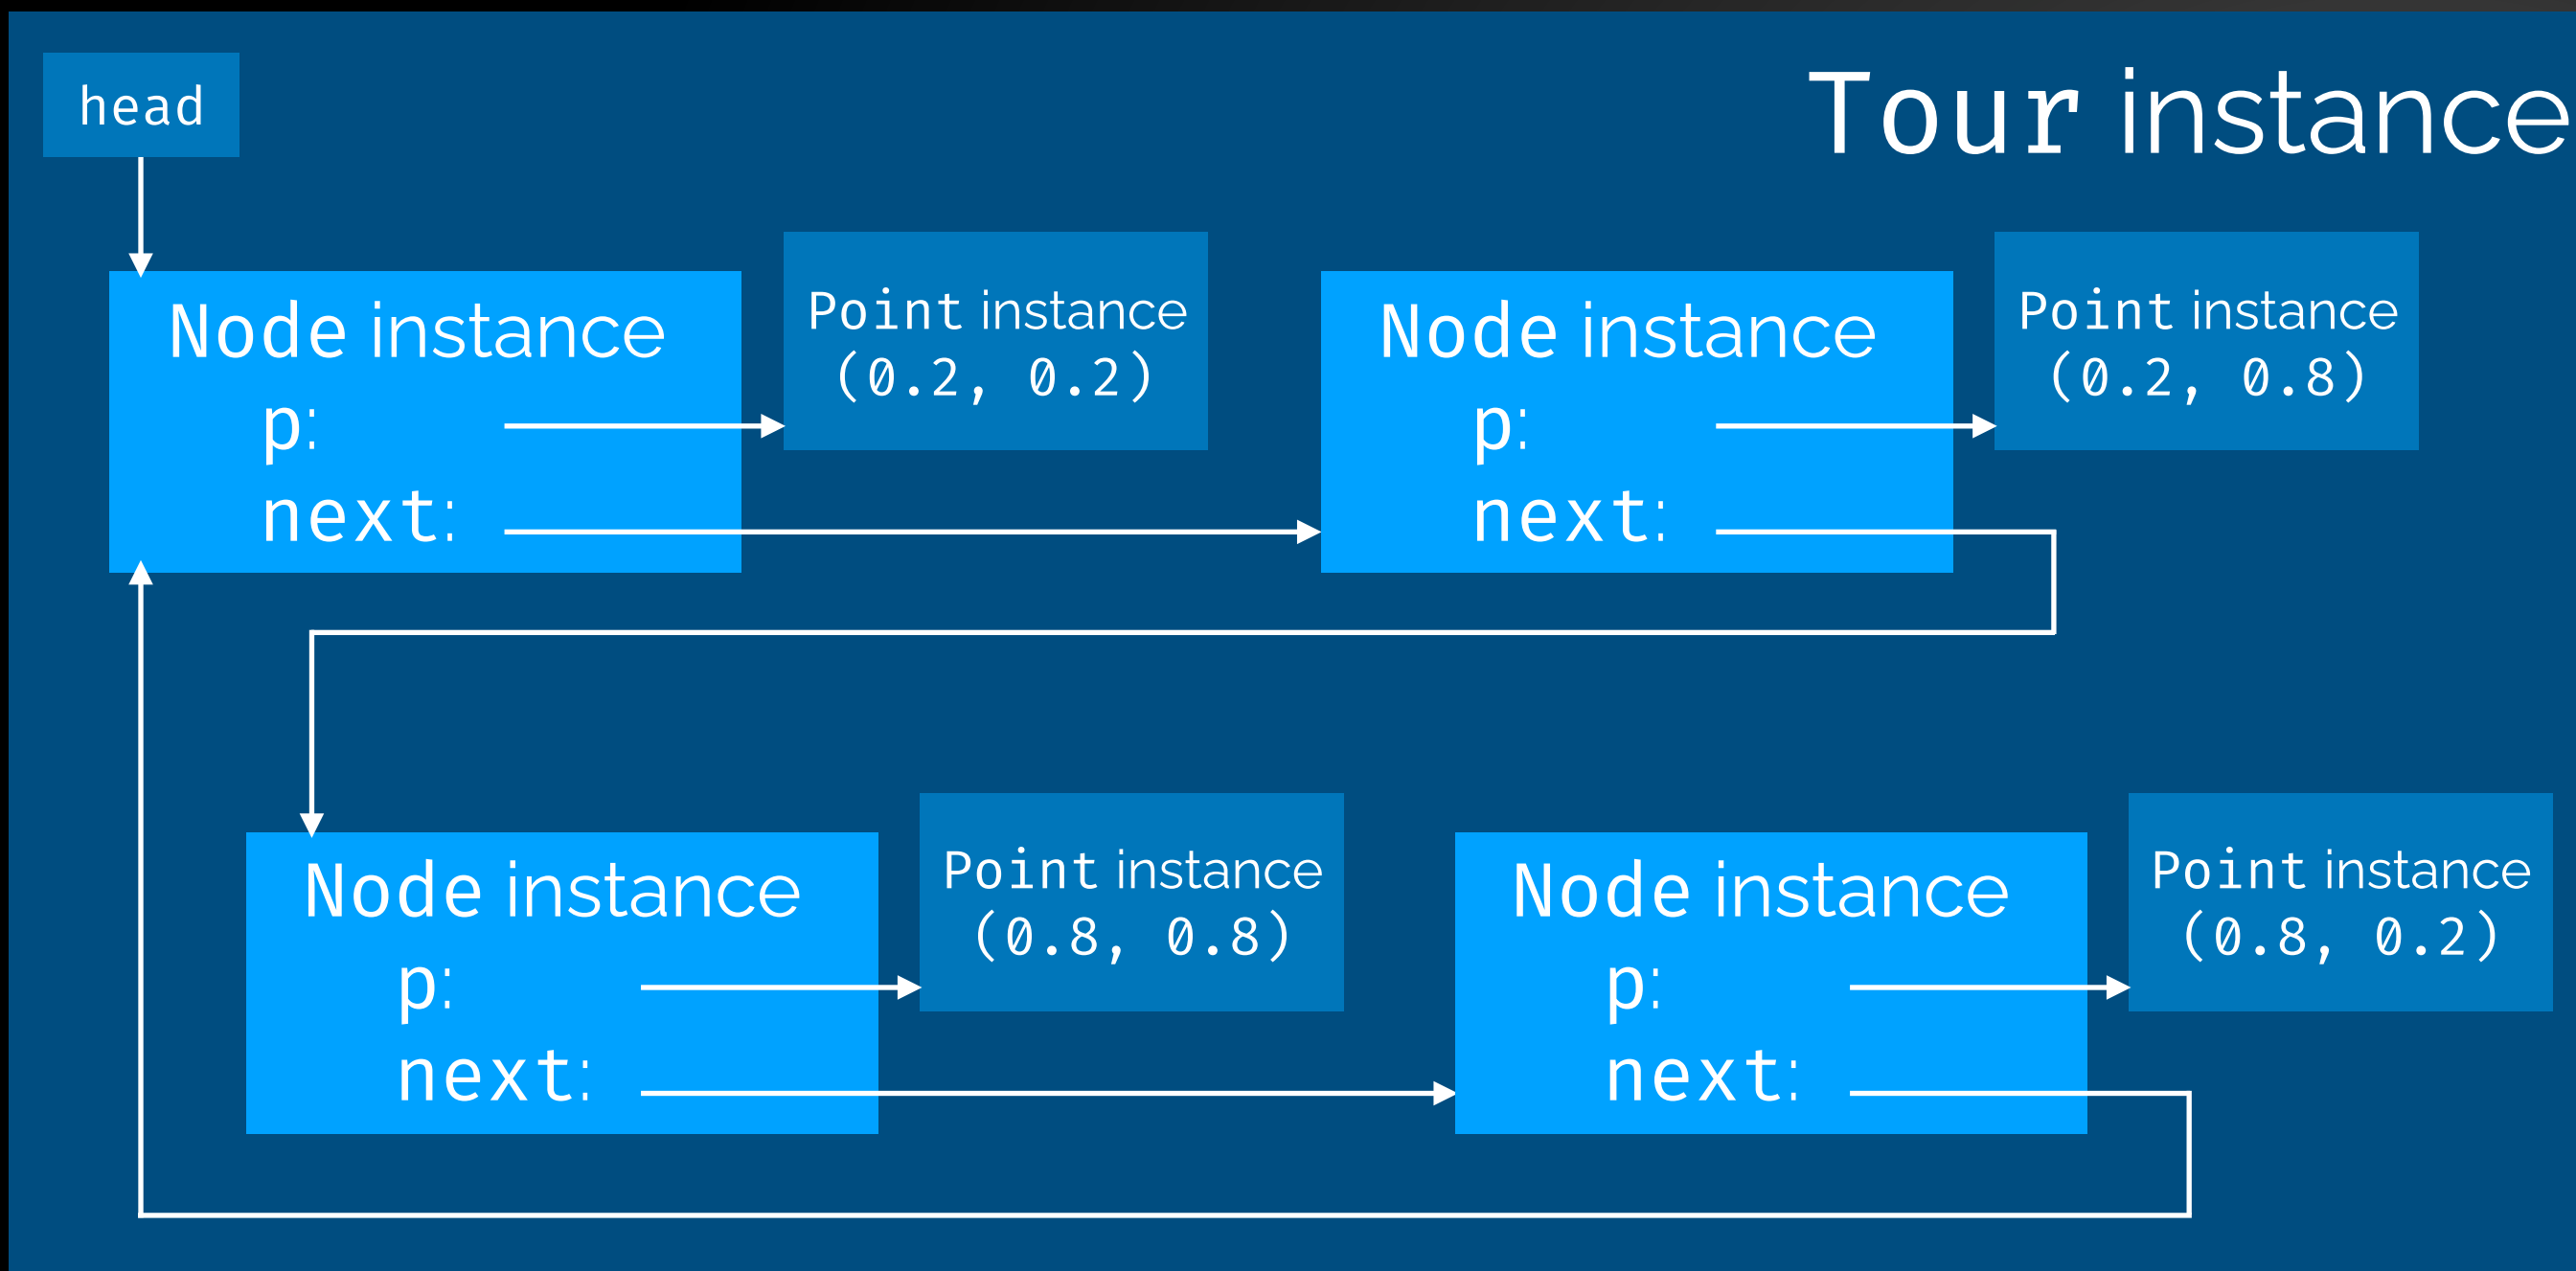 head
Tour instance
Node instance
p:
next:
Point instance
(0.2, 0.2)
Node instance
p:
next:
Point instance
(0.2, 0.8)
Node instance
p:
next:
Point instance
(0.8, 0.8)
Node instance
p:
next:
Point instance
(0.8, 0.2)